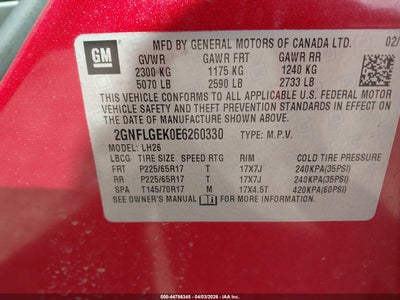 GM
MFD BY GENERAL MOTORS OF CANADA LTD. 02/
GVWR GAWR FRT GAWR RR
2300 KG 1175 KG 1240 KG
5070 LB 2590 LB 2733 LB
THIS VEHICLE CONFORMS TO ALL APPLICABLE U.S. FEDERAL MOTOR
VEHICLE SAFETY AND THEFT PREVENTION STANDARDS IN EFFECT ON THE
DATE OF MANUFACTURE SHOWN ABOVE.
2GNFLGEK0E6260330 TYPE: M.P.V.
MODEL: LH26
LBCG TIRE SIZE SPEED RTG RIM COLD TIRE PRESSURE
FRT P225/65R17 T 17X7J 240KPA(35PSI)
RR P225/65R17 T 17X7J 240KPA(35PSI)
SPA T145/70R17 M 17X4.5T 420KPA(60PSI)
SEE OWNER'S MANUAL FOR ADDITIONAL INFORMATION.
ID: 44788345 - 04/03/2026 - IAA Inc.